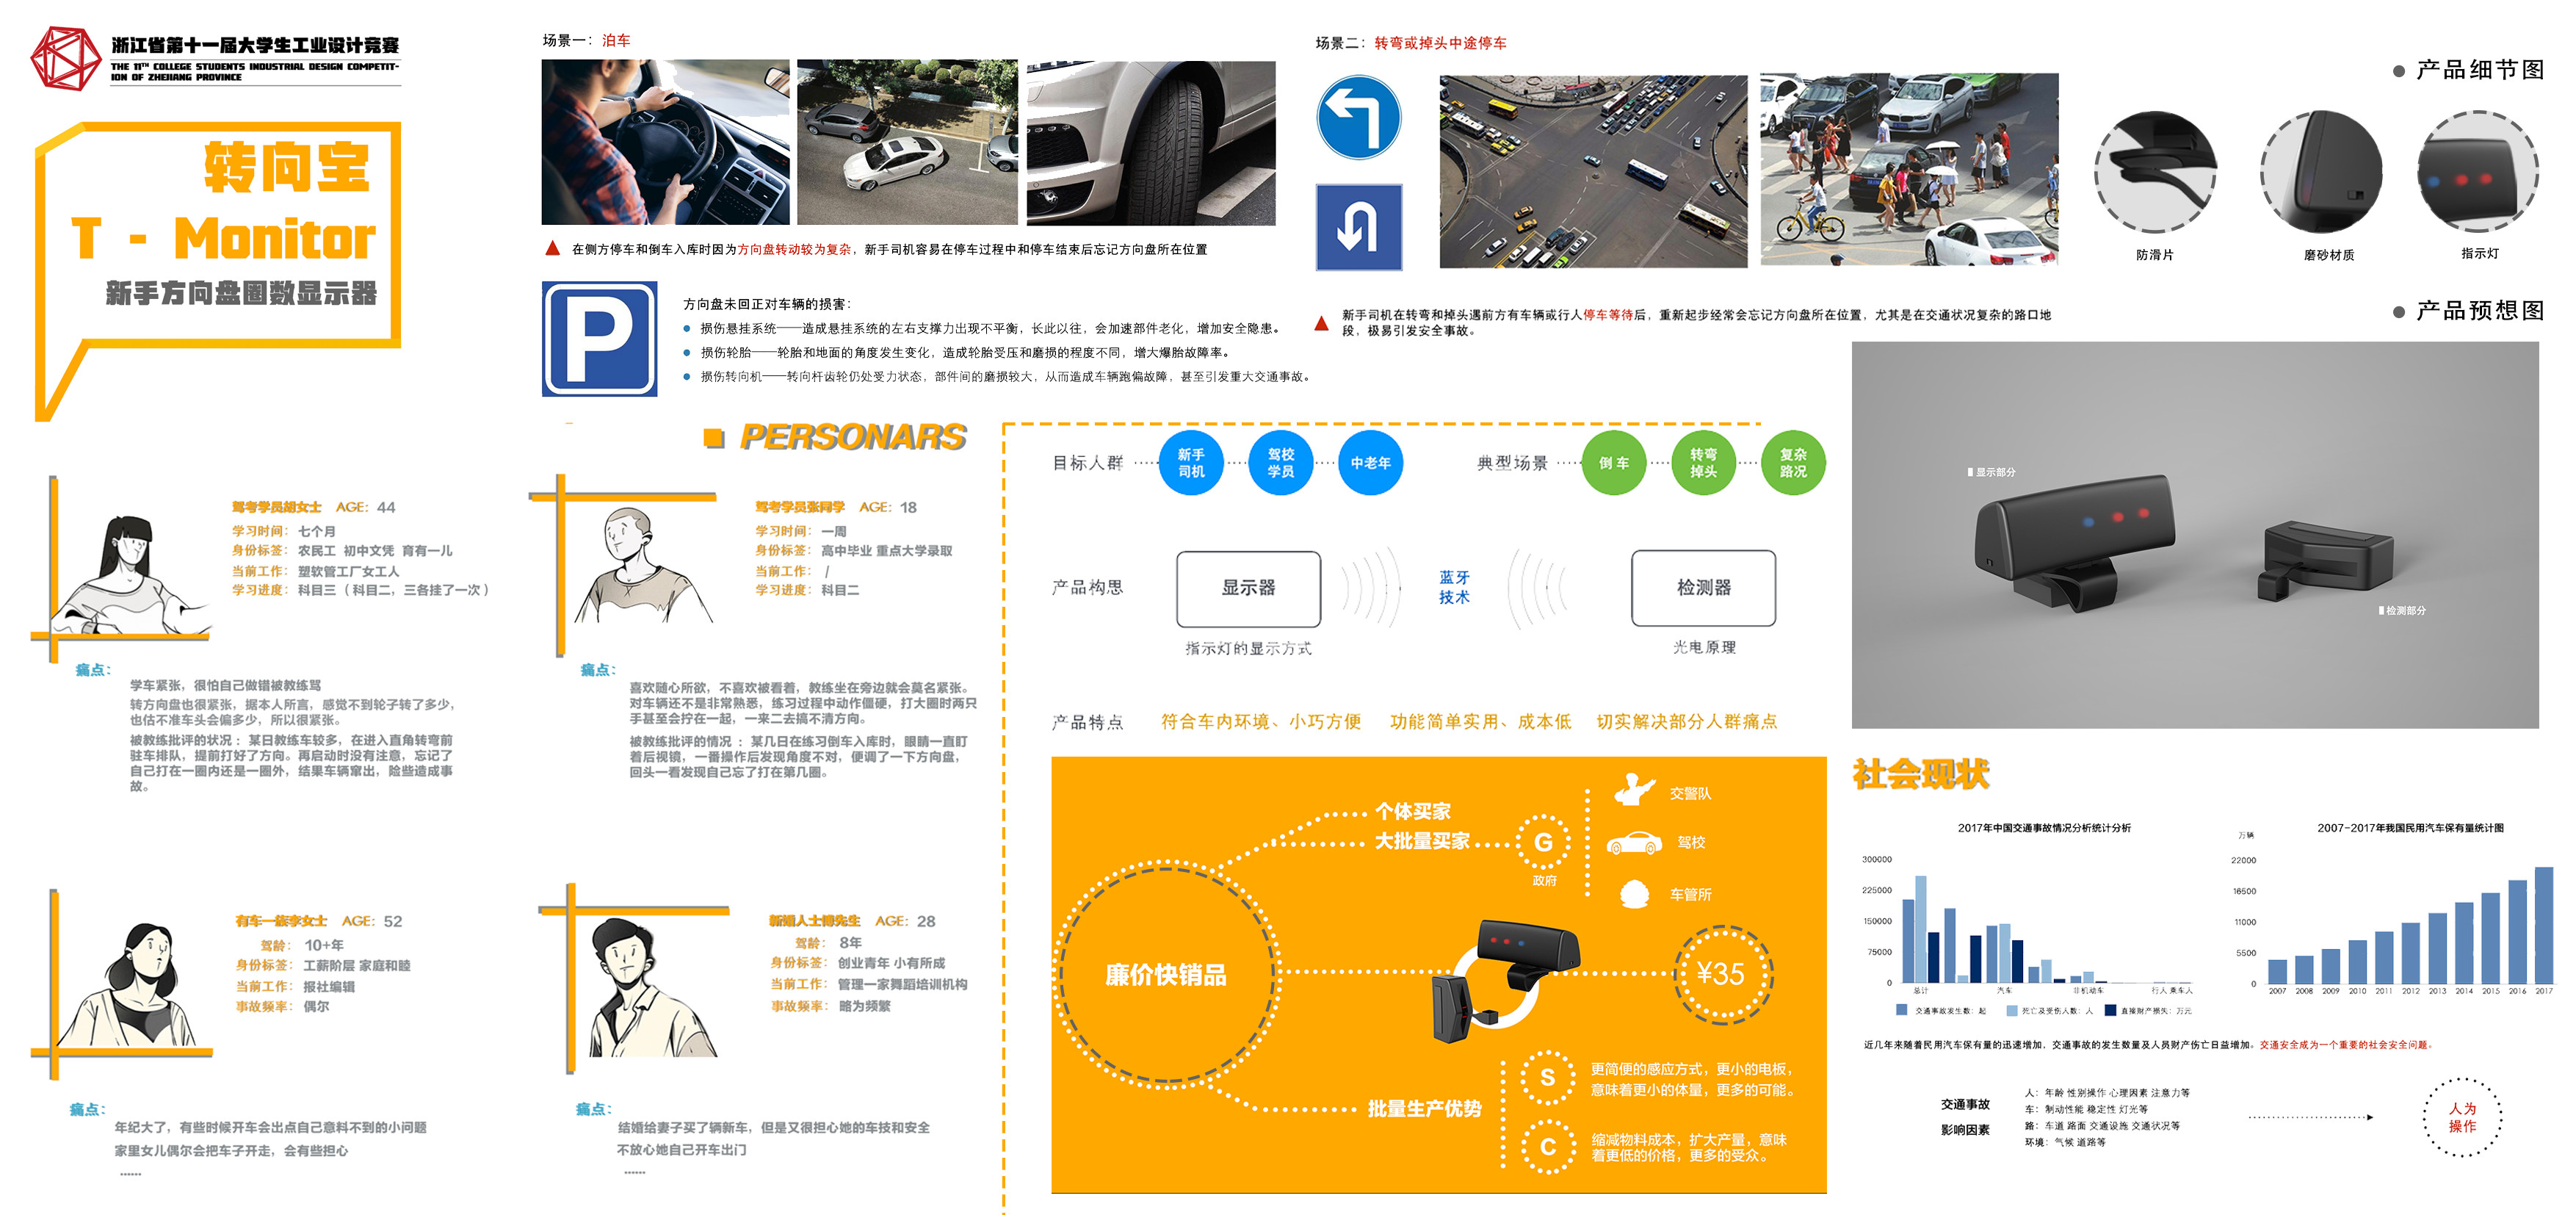 浙江省第十一届大学生工业设计竞赛
THE 11TH COLLEGE STUDENTS INDUSTRIAL DESIGN COMPETIT-
ION OF ZHEJIANG PROVINCE
转向宝
T - Monitor
新手方向盘圈数显示器
场景一：泊车
▲ 在侧方停车和倒车入库时因为方向盘转动较为复杂，新手司机容易在停车过程中和停车结束后忘记方向盘所在位置
P
方向盘未回正对车辆的损害：
● 损伤悬挂系统——造成悬挂系统的左右支撑力出现不平衡，长此以往，会加速部件老化，增加安全隐患。
● 损伤轮胎——轮胎和地面的角度发生变化，造成轮胎受压和磨损的程度不同，增大爆胎故障率。
● 损伤转向机——转向杆齿轮仍处受力状态，部件间的磨损较大，从而造成车辆跑偏故障，甚至引发重大交通事故。
场景二：转弯或掉头中途停车
▲ 新手司机在转弯和掉头遇前方有车辆或行人停车等待后，重新起步经常会忘记方向盘所在位置，尤其是在交通状况复杂的路口地
段，极易引发安全事故。
● 产品细节图
防滑片
磨砂材质
指示灯
● 产品预想图
显示部分
检测部分
PERSONARS
驾考学员胡女士 AGE: 44
学习时间： 七个月
身份标签： 农民工 初中文凭 育有一儿
当前工作： 塑软管工厂女工人
学习进度： 科目三（科目二，三各挂了一次）
痛点：
学车紧张，很怕自己做错被教练骂
转方向盘也很紧张，据本人所言，感觉不到轮子转了多少，
也估不准车头会偏多少，所以很紧张。
被教练批评的状况：某日教练车较多，在进入直角转弯前
驻车排队，提前打好了方向。再启动时没有注意，忘记了
自己打在一圈内还是一圈外，结果车辆窜出，险些造成事
故。
驾考学员张同学 AGE: 18
学习时间： 一周
身份标签： 高中毕业 重点大学录取
当前工作： /
学习进度： 科目二
痛点：
喜欢随心所欲，不喜欢被看着，教练坐在旁边就会莫名紧张。
对车辆还不是非常熟悉，练习过程中动作僵硬，打大圈时两只
手甚至会拧在一起，一来二去搞不清方向。
被教练批评的情况：某几日在练习倒车入库时，眼睛一直盯
着后视镜，一番操作后发现角度不对，便调了一下方向盘，
回头一看发现自己忘了打在第几圈。
有车一族李女士 AGE: 52
驾龄： 10+年
身份标签： 工薪阶层 家庭和睦
当前工作： 报社编辑
事故频率： 偶尔
痛点：
年纪大了，有些时候开车会出点自己意料不到的小问题
家里女儿偶尔会把车子开走，会有些担心
......
新婚人士傅先生 AGE: 28
驾龄： 8年
身份标签： 创业青年 小有所成
当前工作： 管理一家舞蹈培训机构
事故频率： 略为频繁
痛点：
结婚给妻子买了辆新车，但是又很担心她的车技和安全
不放心她自己开车出门
......
目标人群 新手司机 驾校学员 中老年
典型场景 倒车 转弯掉头 复杂路况
产品构思 显示器 蓝牙技术 检测器
指示灯的显示方式 光电原理
产品特点 符合车内环境、小巧方便 功能简单实用、成本低 切实解决部分人群痛点
个体买家
大批量买家
G
政府
交警队
驾校
车管所
廉价快销品
¥35
批量生产优势
S
更简便的感应方式，更小的电板，
意味着更小的体量，更多的可能。
C
缩减物料成本，扩大产量，意味
着更低的价格，更多的受众。
社会现状
2017年中国交通事故情况分析统计分析
300000
225000
150000
75000
0
总计 汽车 非机动车 行人 乘车人
交通事故发生数：起 死亡及受伤人数：人 直接财产损失：万元
2007-2017年我国民用汽车保有量统计图
万辆
22000
16500
11000
5500
0
2007 2008 2009 2010 2011 2012 2013 2014 2015 2016 2017
近几年来随着民用汽车保有量的迅速增加，交通事故的发生数量及人员财产伤亡日益增加。交通安全成为一个重要的社会安全问题。
交通事故
影响因素
人：年龄 性别操作 心理因素 注意力等
车：制动性能 稳定性 灯光等
路：车道 路面 交通设施 交通状况等
环境：气候 道路等
人为
操作